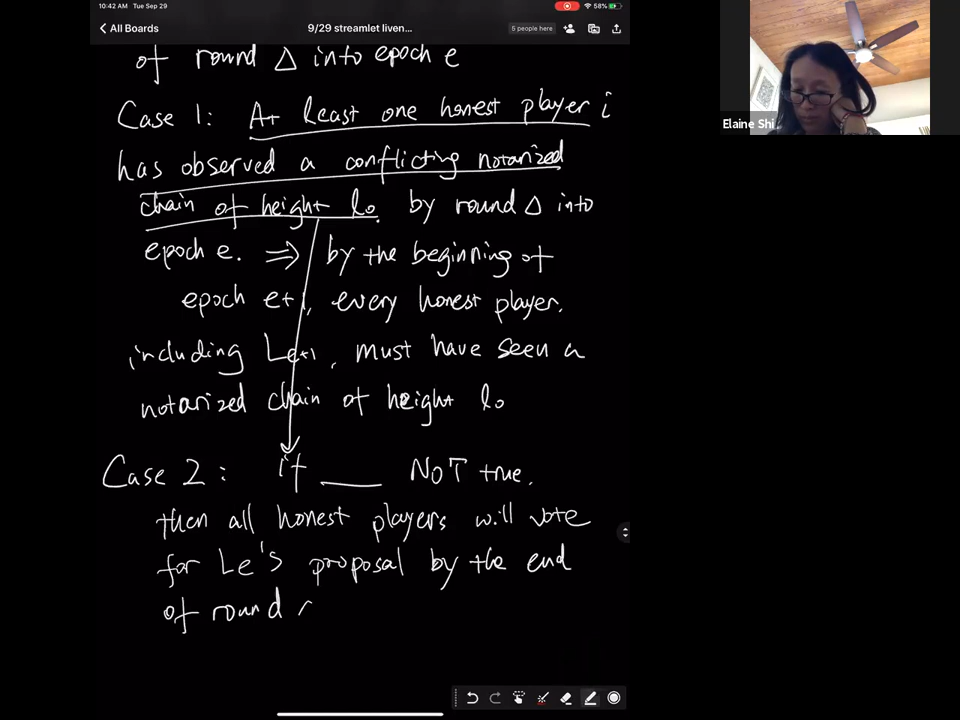 10:42 AM Tue Sep 29
58%
All Boards
9/29 streamlet liven...
5 people here
of round Δ into epoch e
Case 1: At least one honest player i
has observed a conflicting notarized
chain of height l0 by round Δ into
epoch e. ⇒ by the beginning of
epoch e+1, every honest player,
including Le+1, must have seen a
notarized chain of height l0
Case 2: if ____ NOT true.
then all honest players will vote
for Le's proposal by the end
of round
Elaine Shi